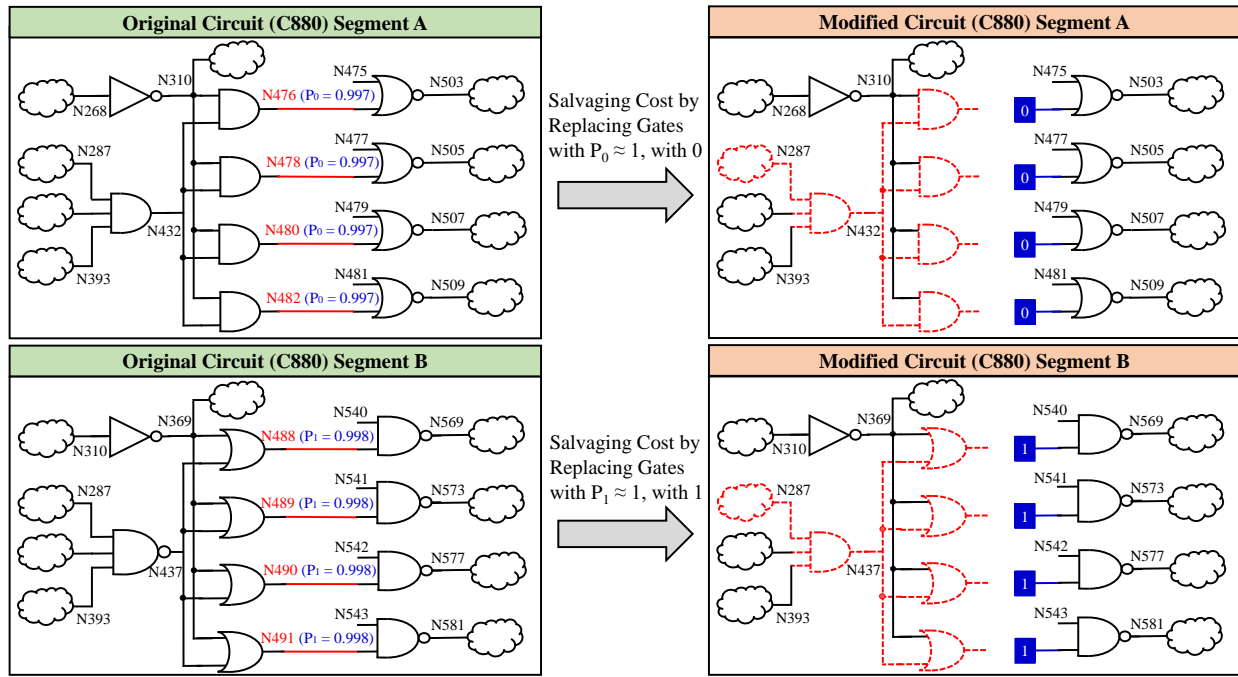 Original Circuit (C880) Segment A
N310
N268
N287
N432
N393
N476 (P0 = 0.997)
N475
N503
N478 (P0 = 0.997)
N477
N505
N480 (P0 = 0.997)
N479
N507
N482 (P0 = 0.997)
N481
N509
Salvaging Cost by
Replacing Gates
with P0 ≈ 1, with 0
Modified Circuit (C880) Segment A
N310
N268
N287
N432
N393
N475
N503
0
N477
N505
0
N479
N507
0
N481
N509
0
Original Circuit (C880) Segment B
N369
N310
N287
N437
N393
N488 (P1 = 0.998)
N540
N569
N489 (P1 = 0.998)
N541
N573
N490 (P1 = 0.998)
N542
N577
N491 (P1 = 0.998)
N543
N581
Salvaging Cost by
Replacing Gates
with P1 ≈ 1, with 1
Modified Circuit (C880) Segment B
N369
N310
N287
N437
N393
N540
N569
1
N541
N573
1
N542
N577
1
N543
N581
1